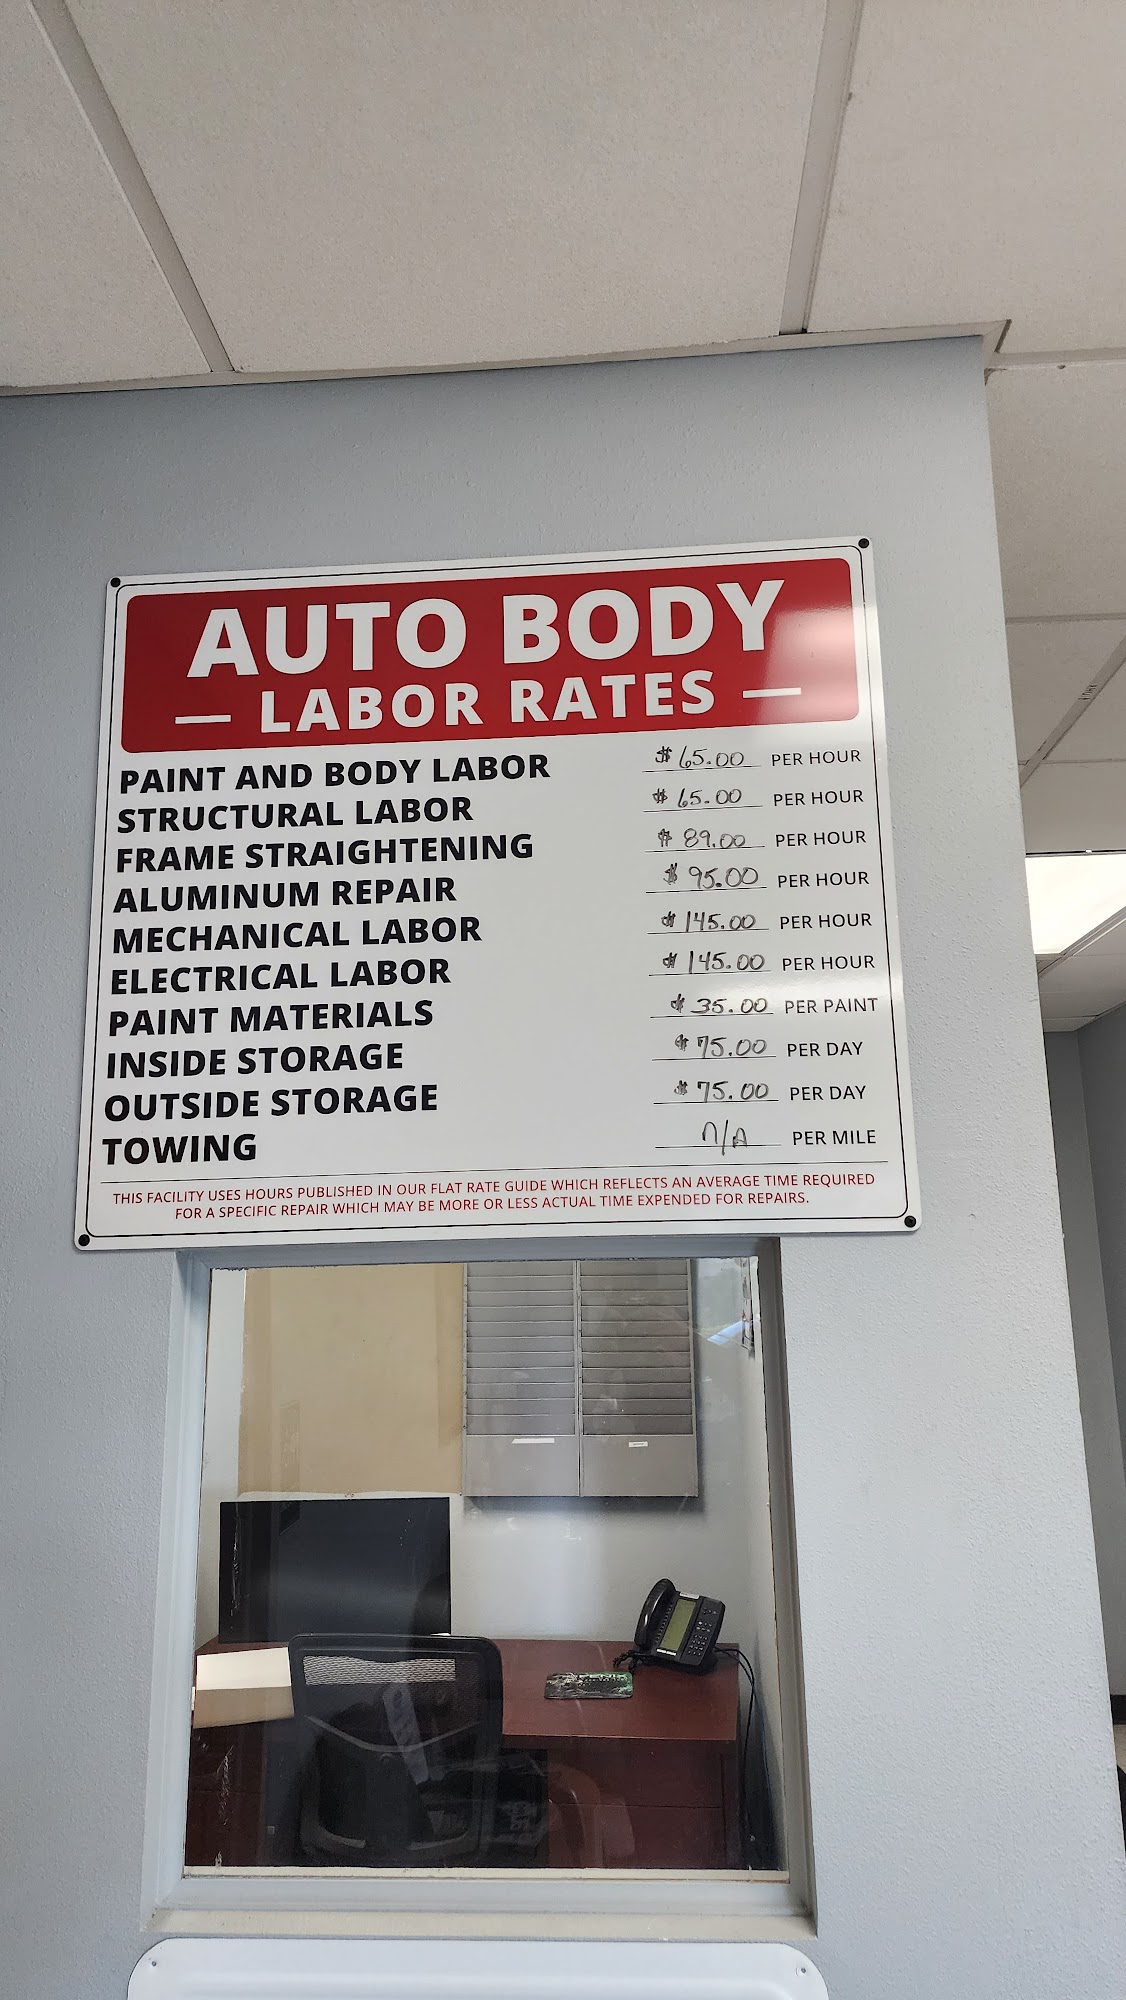 AUTO BODY
— LABOR RATES —
PAINT AND BODY LABOR $65.00 PER HOUR
STRUCTURAL LABOR $65.00 PER HOUR
FRAME STRAIGHTENING $89.00 PER HOUR
ALUMINUM REPAIR $95.00 PER HOUR
MECHANICAL LABOR $145.00 PER HOUR
ELECTRICAL LABOR $145.00 PER HOUR
PAINT MATERIALS $35.00 PER PAINT
INSIDE STORAGE $75.00 PER DAY
OUTSIDE STORAGE $75.00 PER DAY
TOWING n/A PER MILE
THIS FACILITY USES HOURS PUBLISHED IN OUR FLAT RATE GUIDE WHICH REFLECTS AN AVERAGE TIME REQUIRED
FOR A SPECIFIC REPAIR WHICH MAY BE MORE OR LESS ACTUAL TIME EXPENDED FOR REPAIRS.